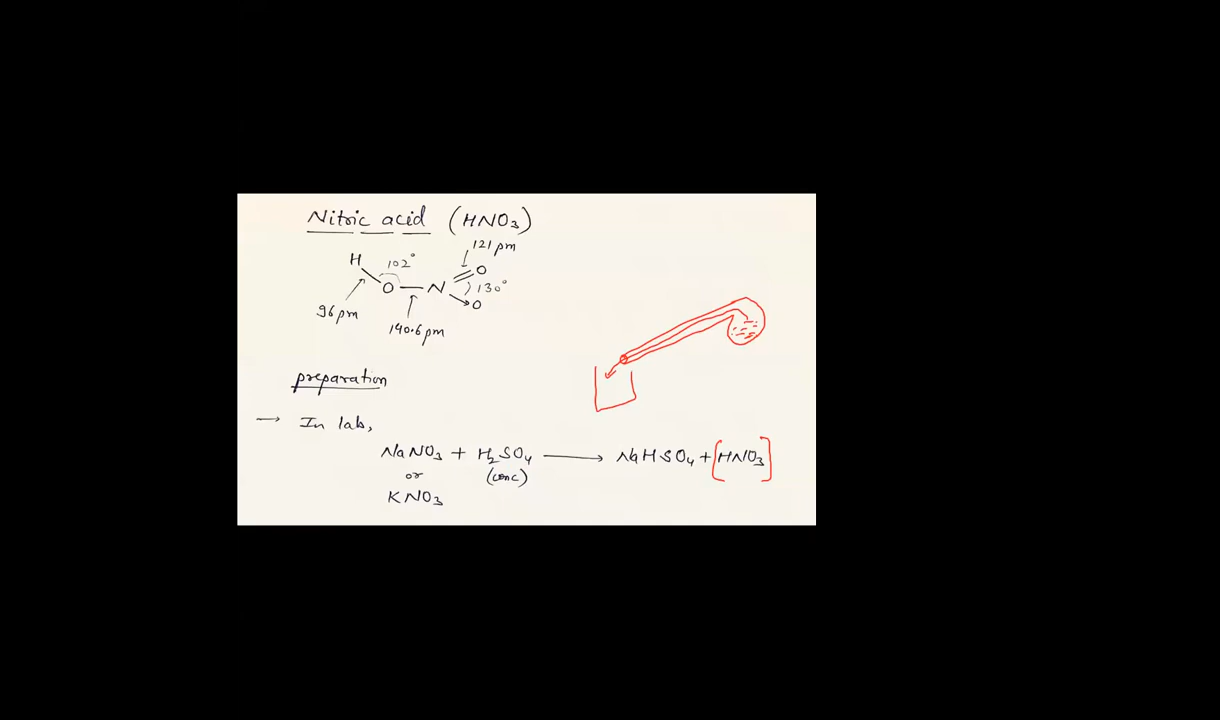 Nitric acid (HNO₃)
121 pm
H 102° O
O — N 130°
O
96 pm
140.6 pm
preparation
→ In lab,
NaNO₃ + H₂SO₄ ⟶ NaHSO₄ + [HNO₃]
or (conc)
KNO₃